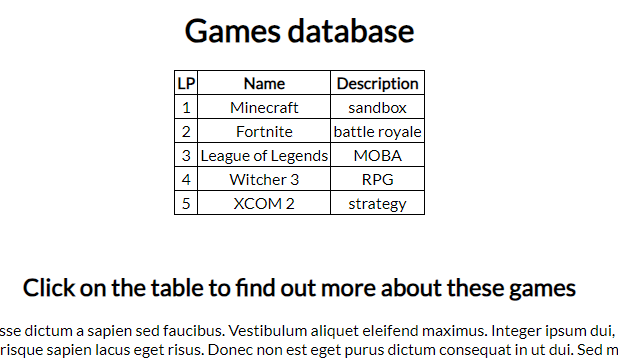 Games database
LP Name Description
1 Minecraft sandbox
2 Fortnite battle royale
3 League of Legends MOBA
4 Witcher 3 RPG
5 XCOM 2 strategy
Click on the table to find out more about these games
sse dictum a sapien sed faucibus. Vestibulum aliquet eleifend maximus. Integer ipsum dui,
risque sapien lacus eget risus. Donec non est eget purus dictum consequat in ut dui. Sed m